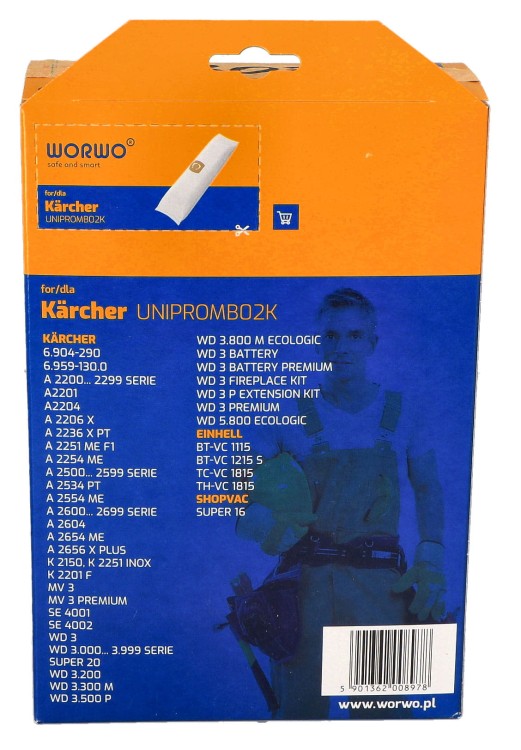 WORWO®
safe and smart
for/dla
Kärcher
UNIPROMB02K
for/dla
Kärcher UNIPROMB02K
KÄRCHER
6.904-290
6.959-130.0
A 2200... 2299 SERIE
A2201
A2204
A 2206 X
A 2236 X PT
A 2251 ME F1
A 2254 ME
A 2500... 2599 SERIE
A 2534 PT
A 2554 ME
A 2600... 2699 SERIE
A 2604
A 2654 ME
A 2656 X PLUS
K 2150, K 2251 INOX
K 2201 F
MV 3
MV 3 PREMIUM
SE 4001
SE 4002
WD 3
WD 3.000... 3.999 SERIE
SUPER 20
WD 3.200
WD 3.300 M
WD 3.500 P
WD 3.800 M ECOLOGIC
WD 3 BATTERY
WD 3 BATTERY PREMIUM
WD 3 FIREPLACE KIT
WD 3 P EXTENSION KIT
WD 3 PREMIUM
WD 5.800 ECOLOGIC
EINHELL
BT-VC 1115
BT-VC 1215 S
TC-VC 1815
TH-VC 1815
SHOPVAC
SUPER 16
5 901362 008978
www.worwo.pl